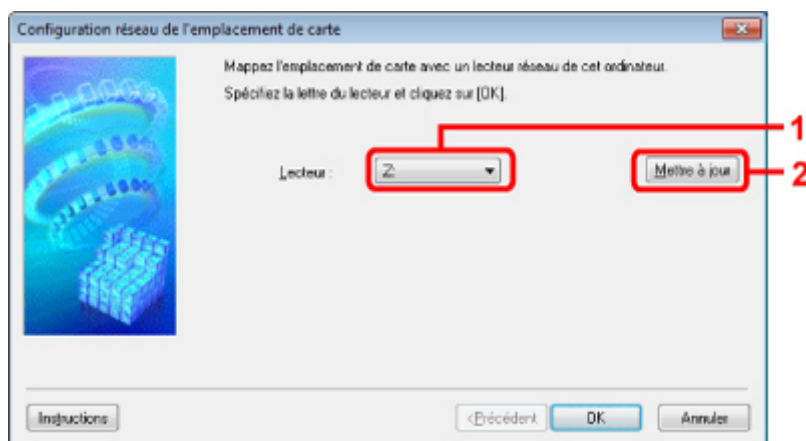 Configuration réseau de l'emplacement de carte
Mappez l'emplacement de carte avec un lecteur réseau de cet ordinateur.
Spécifiez la lettre du lecteur et cliquez sur [OK].
1
Lecteur : Z: Mettre à jour
2
Instructions <Précédent OK Annuler